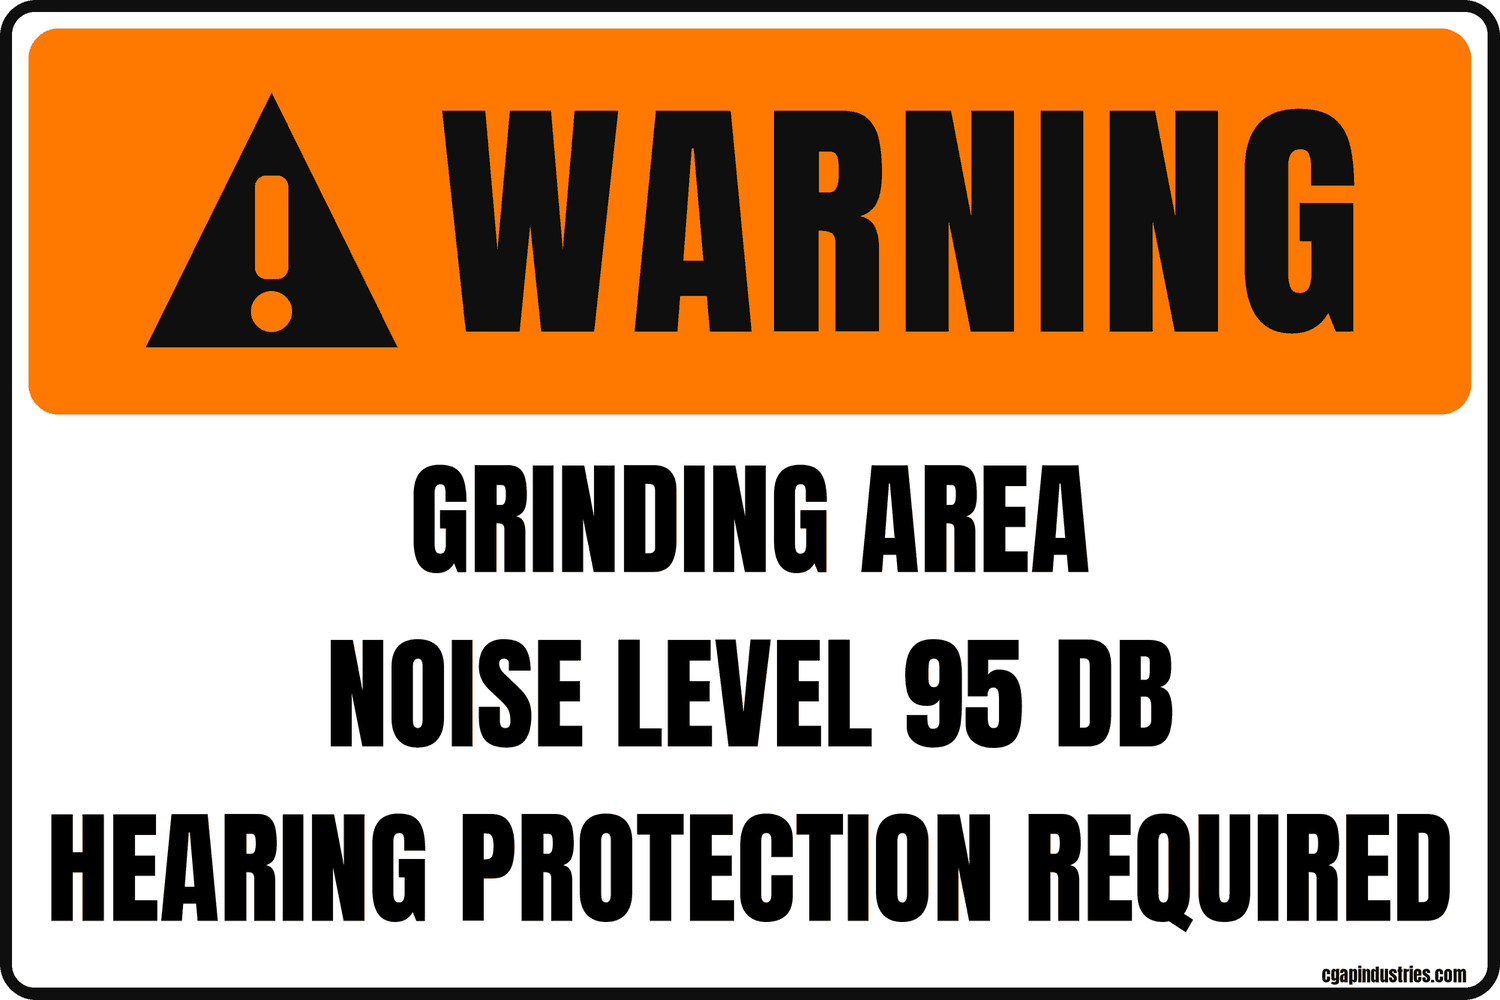 WARNING
GRINDING AREA
NOISE LEVEL 95 DB
HEARING PROTECTION REQUIRED
cgapindustries.com